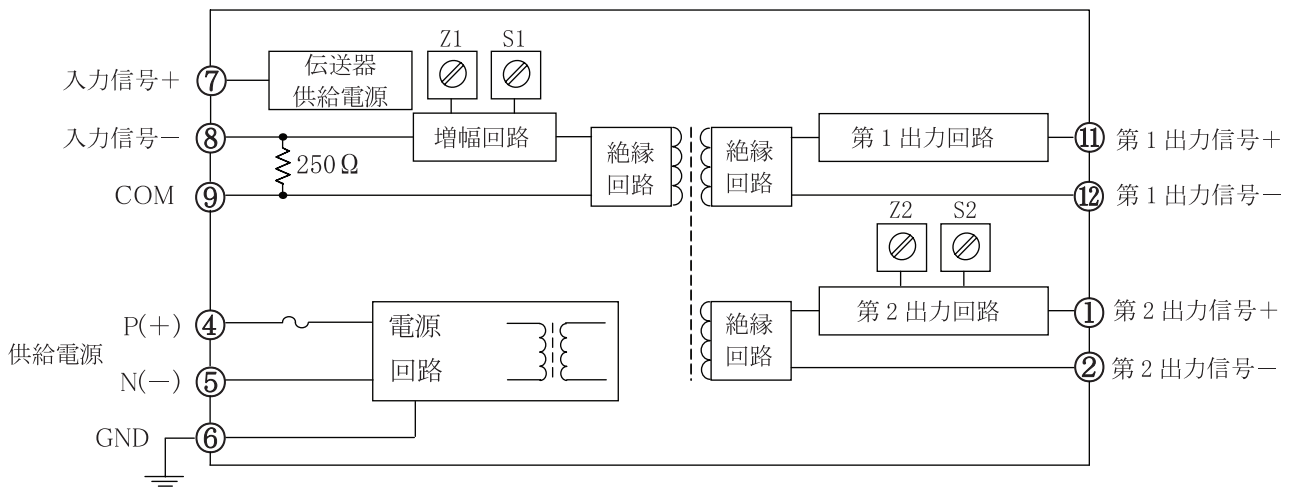 Z1
S1
入力信号＋
⑦
伝送器
供給電源
入力信号－
⑧
増幅回路
250Ω
COM
⑨
絶縁
回路
絶縁
回路
第1出力回路
⑪
第1出力信号＋
⑫
第1出力信号－
Z2
S2
供給電源
P(＋)
④
N(－)
⑤
GND
⑥
電源
回路
絶縁
回路
第2出力回路
①
第2出力信号＋
②
第2出力信号－